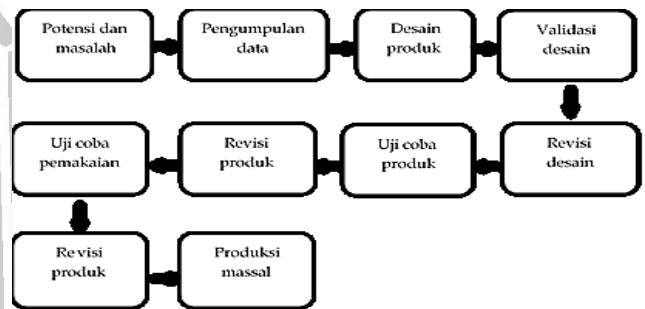 Potensi dan
masalah
Pengumpulan
data
Desain
produk
Validasi
desain
Revisi
desain
Uji coba
produk
Revisi
produk
Uji coba
pemakaian
Revisi
produk
Produksi
massal